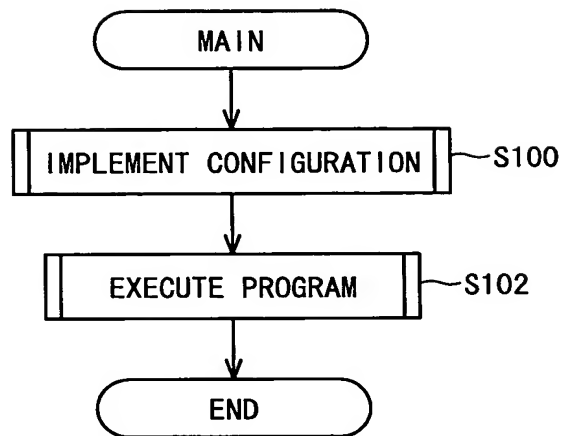 MAIN
IMPLEMENT CONFIGURATION
S100
EXECUTE PROGRAM
S102
END